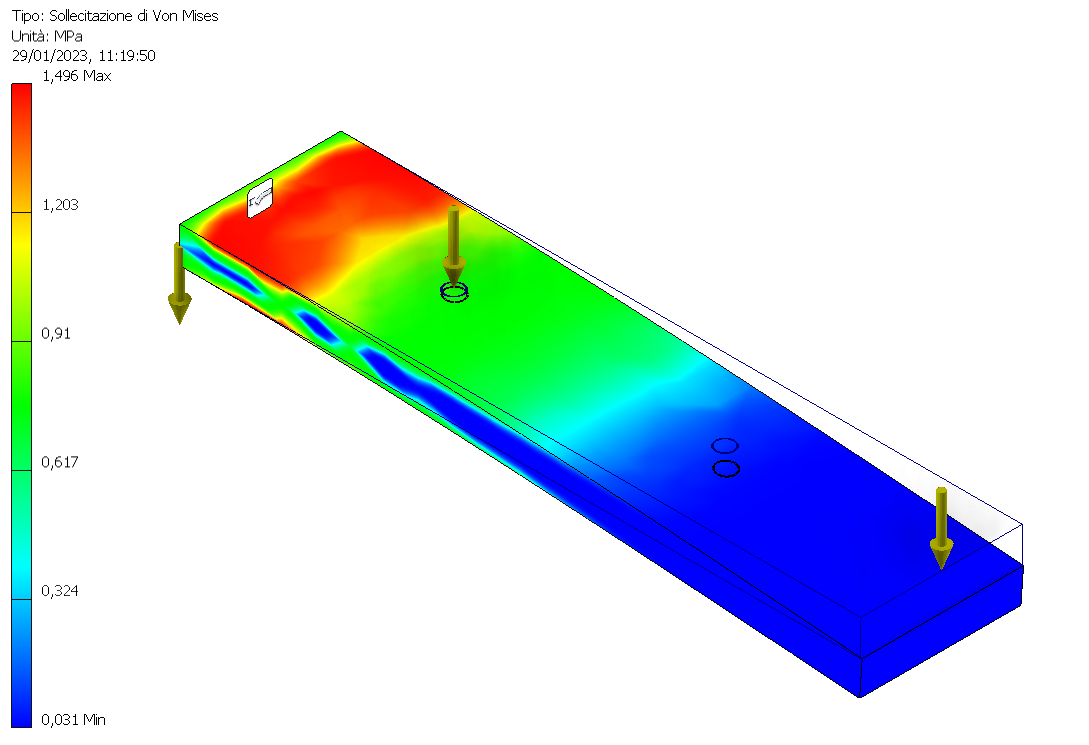 Tipo: Sollecitazione di Von Mises
Unità: MPa
29/01/2023, 11:19:50
1,496 Max
1,203
0,91
0,617
0,324
0,031 Min